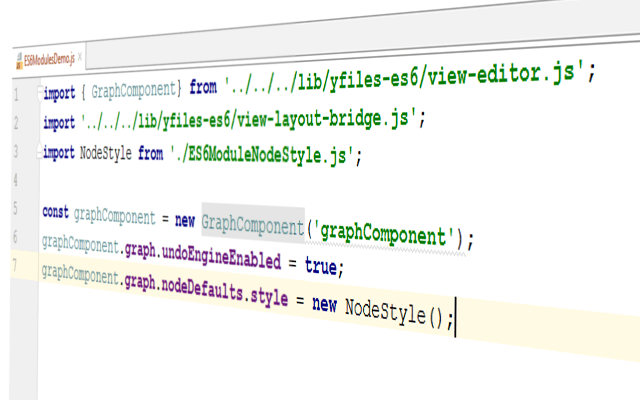 ES6ModulesDemo.js
1 import { GraphComponent} from '../../../lib/yfiles-es6/view-editor.js';
2 import '../../../lib/yfiles-es6/view-layout-bridge.js';
3 import NodeStyle from './ES6ModuleNodeStyle.js';
4
5 const graphComponent = new GraphComponent('graphComponent');
6 graphComponent.graph.undoEngineEnabled = true;
7 graphComponent.graph.nodeDefaults.style = new NodeStyle();